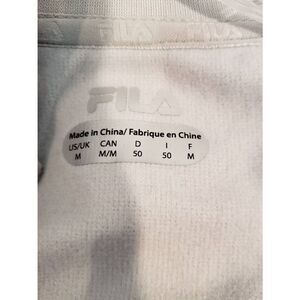 FILA
Made in China/ Fabrique en Chine
US/UK CAN D I F
M M/M 50 50 M